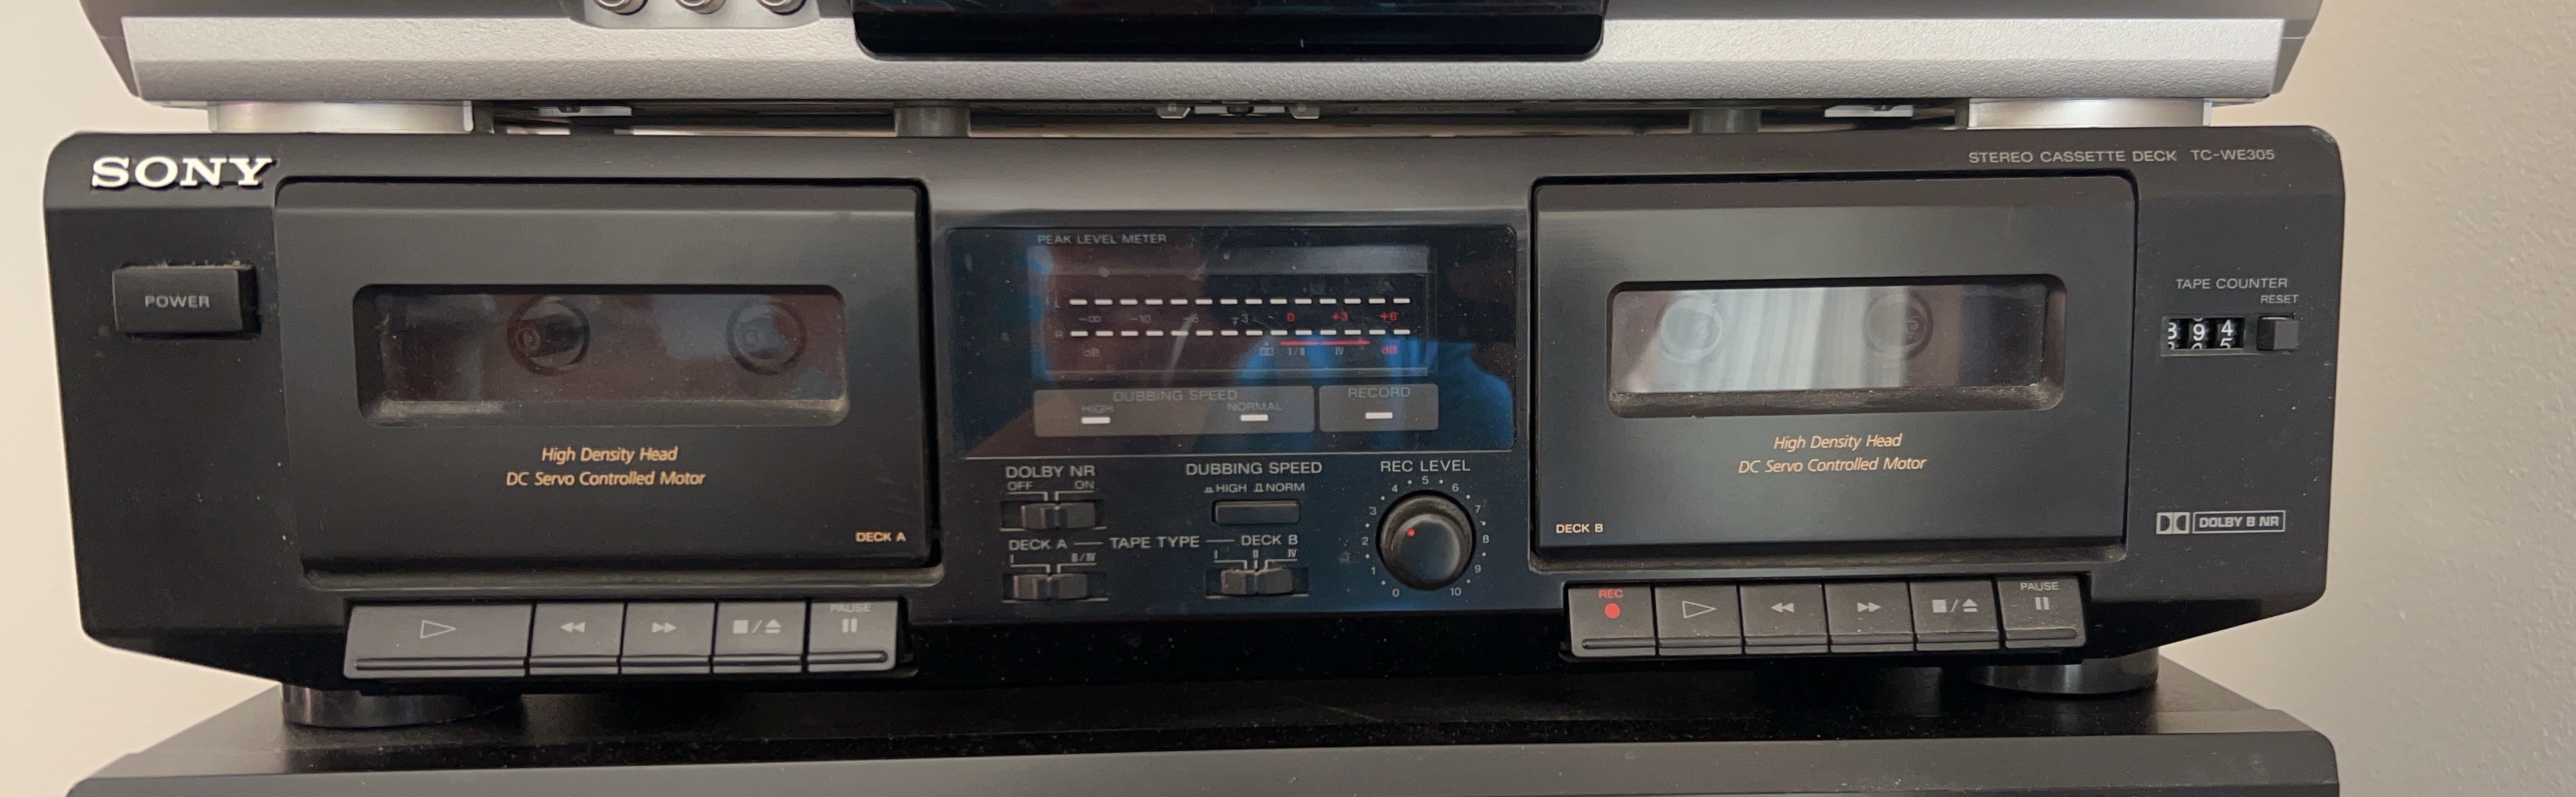 SONY
STEREO CASSETTE DECK TC-WE305
POWER
High Density Head
DC Servo Controlled Motor
DECK A
PEAK LEVEL METER
L
-∞ -10 -6 -3 0 +3 +6
R
dB I/II IV dB
DUBBING SPEED
HIGH NORMAL
RECORD
DOLBY NR
OFF ON
DUBBING SPEED
HIGH NORM
REC LEVEL
0 1 2 3 4 5 6 7 8 9 10
DECK A TAPE TYPE DECK B
I II/IV I II IV
High Density Head
DC Servo Controlled Motor
DECK B
TAPE COUNTER
RESET
9 4
5
DOLBY B NR
PAUSE
REC
PAUSE